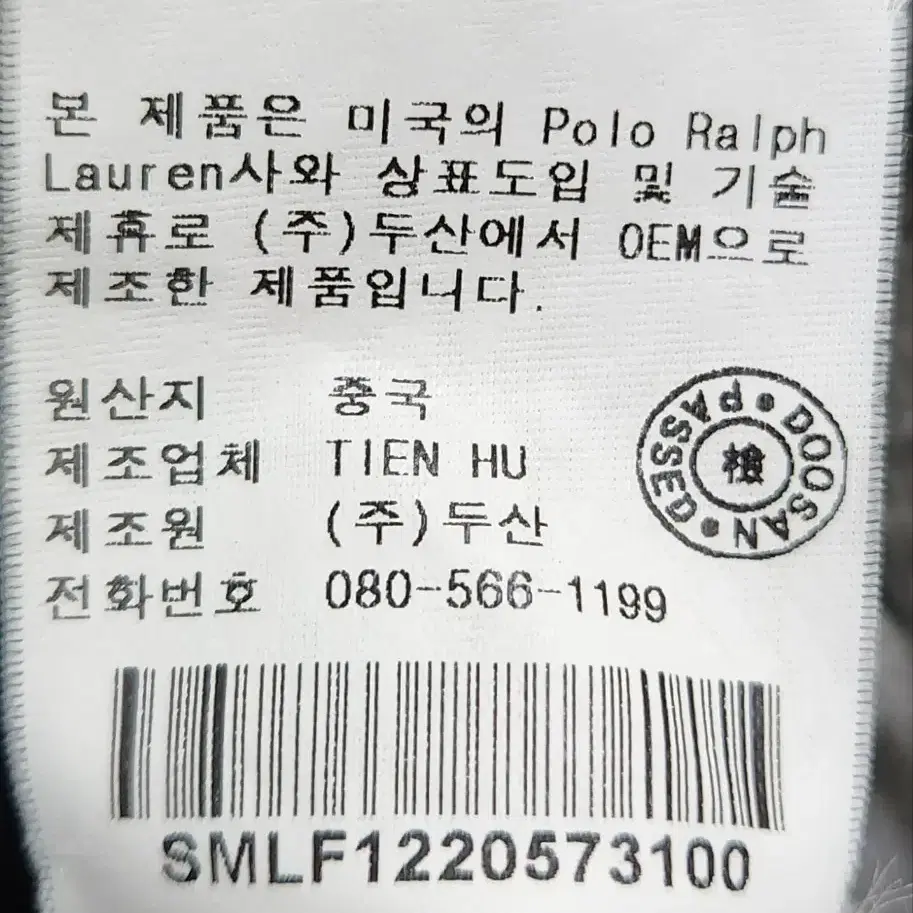 본 제품은 미국의 Polo Ralph
Lauren사와 상표도입 및 기술
제휴로 (주)두산에서 OEM으로
제조한 제품입니다.
원산지 중국
제조업체 TIEN HU
제조원 (주)두산
전화번호 080-566-1199
DOOSAN • PASSED •
檢
SMLF1220573100